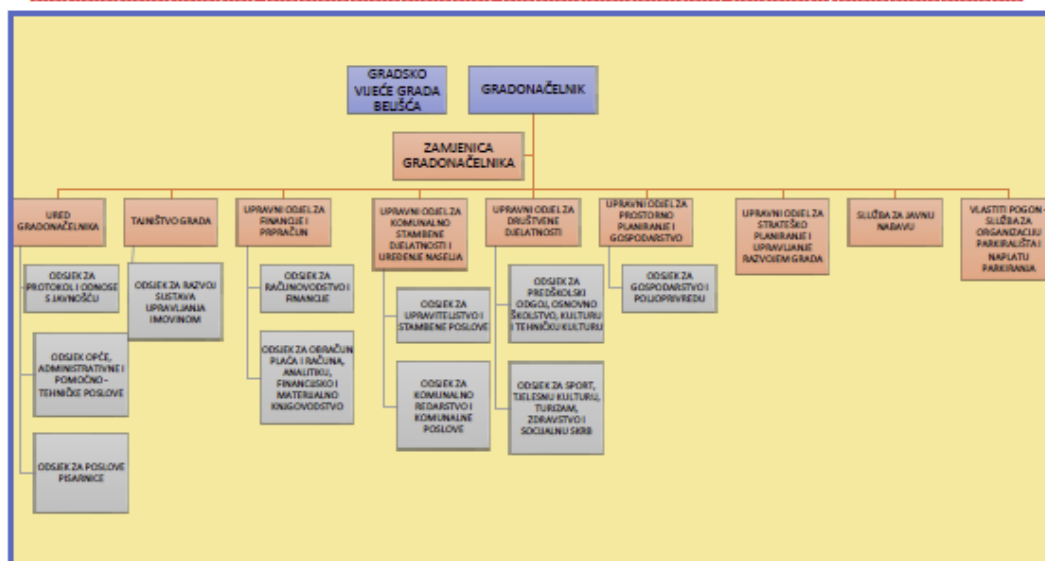 GRADSKO
VIJEĆE GRADA
BELIŠĆA
GRADONAČELNIK
ZAMJENICA
GRADONAČELNIKA
URED
GRADONAČELNIKA
TAJNIŠTVO GRADA
UPRAVNI ODJEL ZA
FINANCIJE I
PRPRAČUN
UPRAVNI ODJEL ZA
KOMUNALNO
STAMBENE
DJELATNOSTI I
UREĐENJE NASELJA
UPRAVNI ODJEL ZA
DRUŠTVENE
DJELATNOSTI
UPRAVNI ODJEL ZA
PROSTORNO
PLANIRANJE I
GOSPODARSTVO
UPRAVNI ODJEL ZA
STRATEŠKO
PLANIRANJE I
UPRAVLJANJE
RAZVOJEM GRADA
SLUŽBA ZA JAVNU
NABAVU
VLASTITI POGON -
SLUŽBA ZA
ORGANIZACIJU
PARKIRALIŠTA I
NAPLATU
PARKIRANJA
ODSJEK ZA
PROTOKOL I ODNOSE
S JAVNOŠĆU
ODSJEK OPĆE,
ADMINISTRATIVNE I
POMOĆNO -
TEHNIČKE POSLOVE
ODSJEK ZA POSLOVE
PISARNICE
ODSJEK ZA RAZVOJ
SUSTAVA
UPRAVLJANJA
IMOVINOM
ODSJEK ZA
RAČUNOVODSTVO I
FINANCIJE
ODSJEK ZA OBRAČUN
PLAĆA I RAČUNA,
ANALITIKU,
FINANCIJSKO I
MATERIJALNO
KNJIGOVODSTVO
ODSJEK ZA
UPRAVITELJSTVO I
STAMBENE POSLOVE
ODSJEK ZA
KOMUNALNO
REDARSTVO I
KOMUNALNE
POSLOVE
ODSJEK ZA
PREDŠKOLSKI
ODGOJ, OSNOVNO
ŠKOLSTVO, KULTURU
I TEHNIČKU KULTURU
ODSJEK ZA SPORT,
TJELESNU KULTURU,
TURIZAM,
ZDRAVSTVO I
SOCIJALNU SKRB
ODSJEK ZA
GOSPODARSTVO I
POLJOPRIVREDU